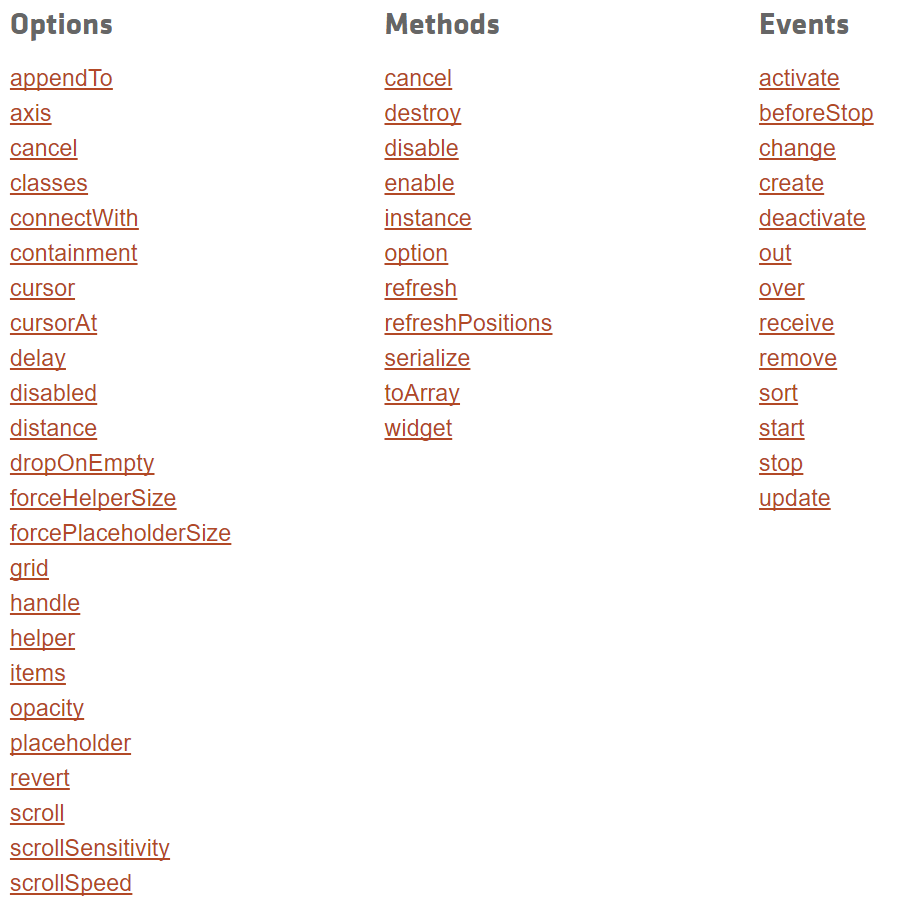 Options
appendTo
axis
cancel
classes
connectWith
containment
cursor
cursorAt
delay
disabled
distance
dropOnEmpty
forceHelperSize
forcePlaceholderSize
grid
handle
helper
items
opacity
placeholder
revert
scroll
scrollSensitivity
scrollSpeed
Methods
cancel
destroy
disable
enable
instance
option
refresh
refreshPositions
serialize
toArray
widget
Events
activate
beforeStop
change
create
deactivate
out
over
receive
remove
sort
start
stop
update